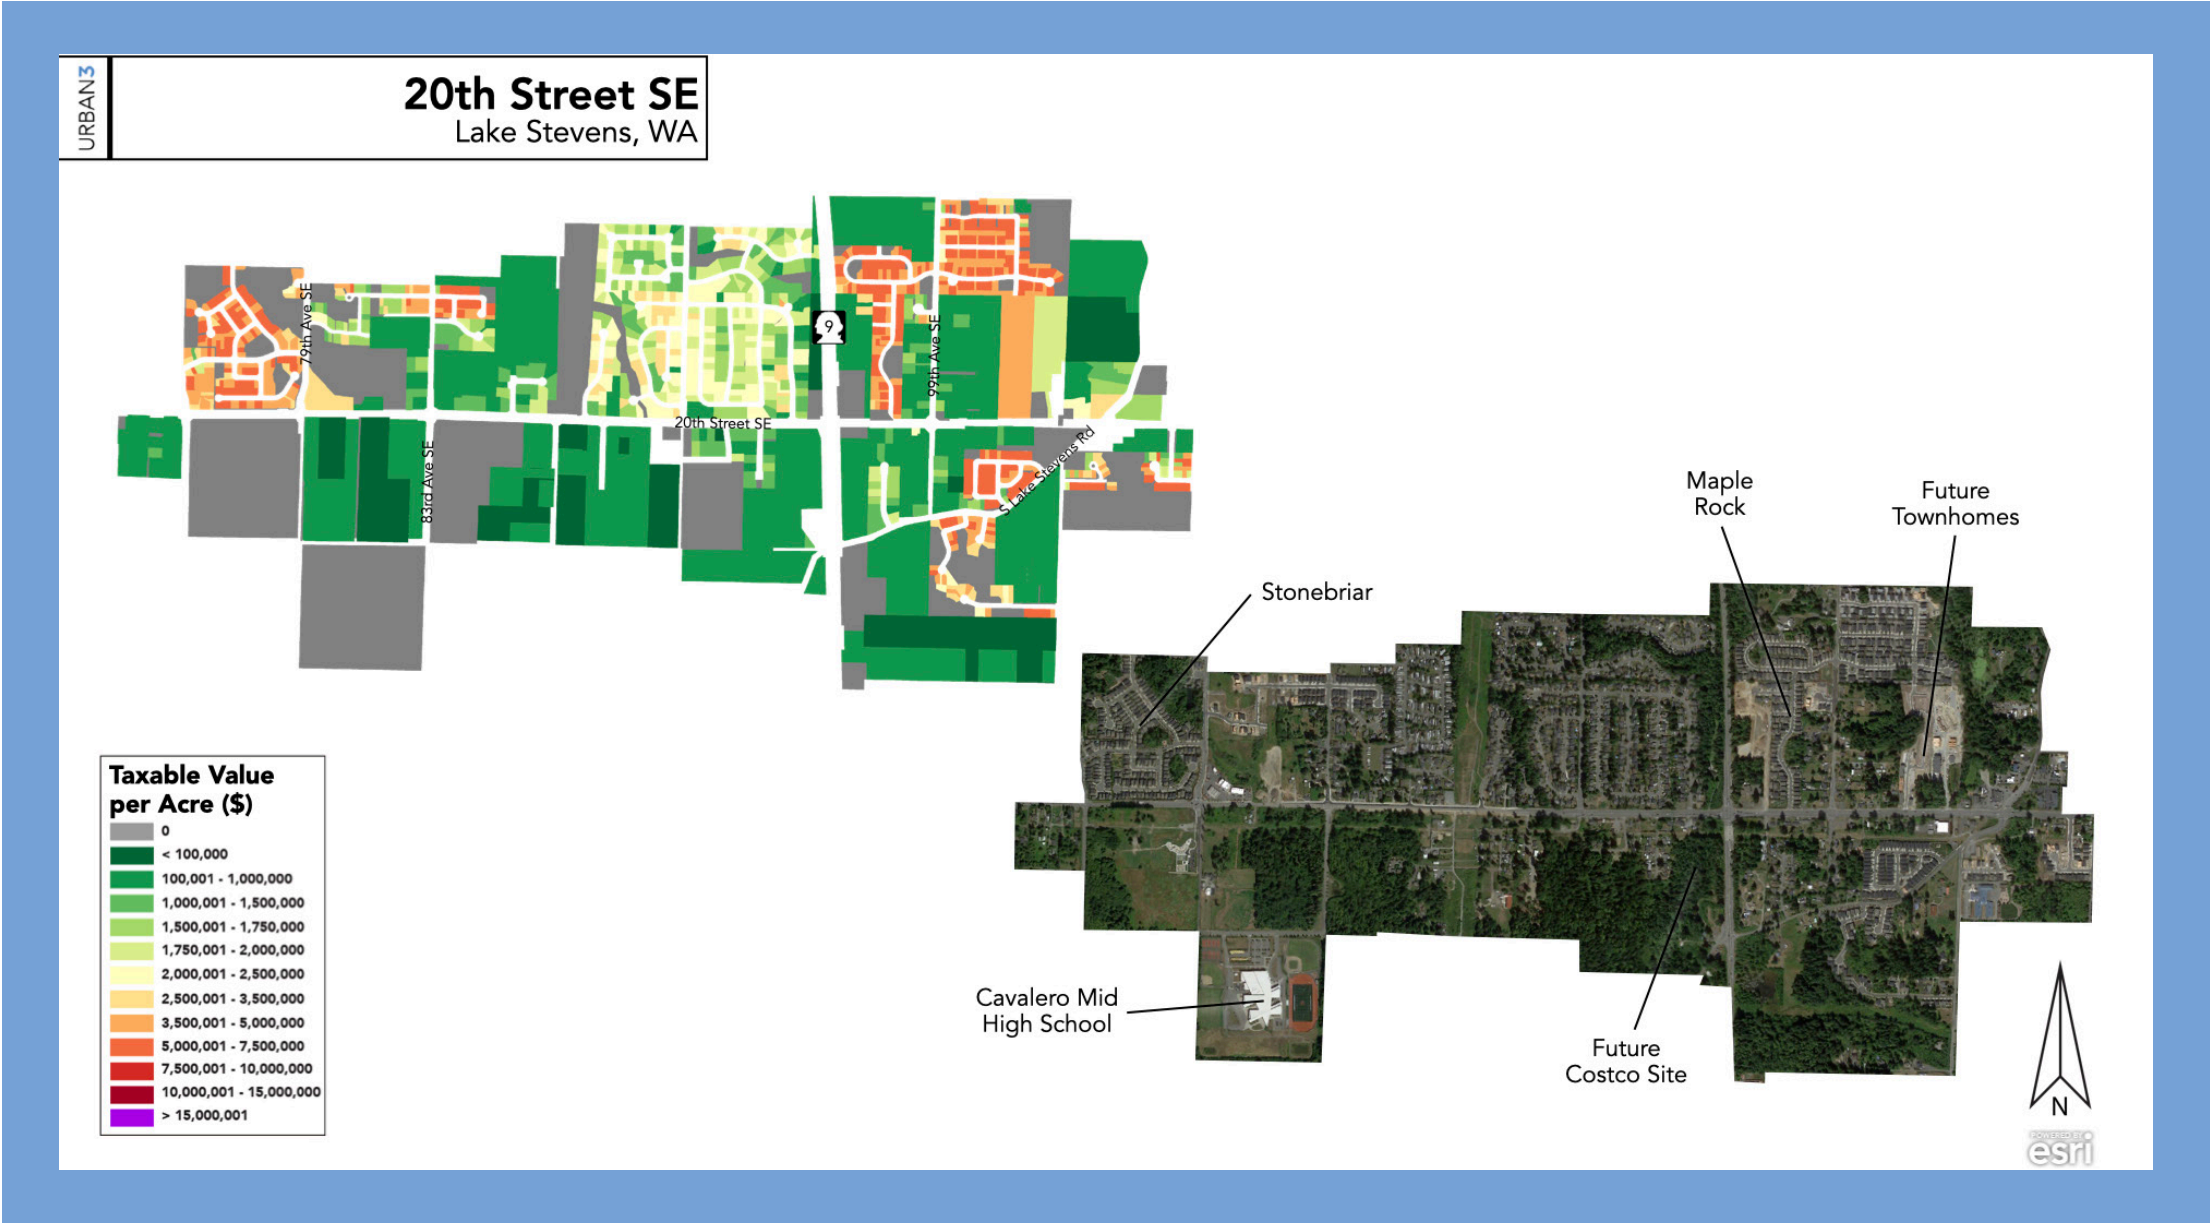 URBAN3
20th Street SE
Lake Stevens, WA
79th Ave SE
9
99th Ave SE
20th Street SE
83rd Ave SE
S Lake Stevens Rd
Maple
Rock
Future
Townhomes
Stonebriar
Cavalero Mid
High School
Future
Costco Site
Taxable Value
per Acre ($)
0
< 100,000
100,001 - 1,000,000
1,000,001 - 1,500,000
1,500,001 - 1,750,000
1,750,001 - 2,000,000
2,000,001 - 2,500,000
2,500,001 - 3,500,000
3,500,001 - 5,000,000
5,000,001 - 7,500,000
7,500,001 - 10,000,000
10,000,001 - 15,000,000
> 15,000,001
N
POWERED BY
esri